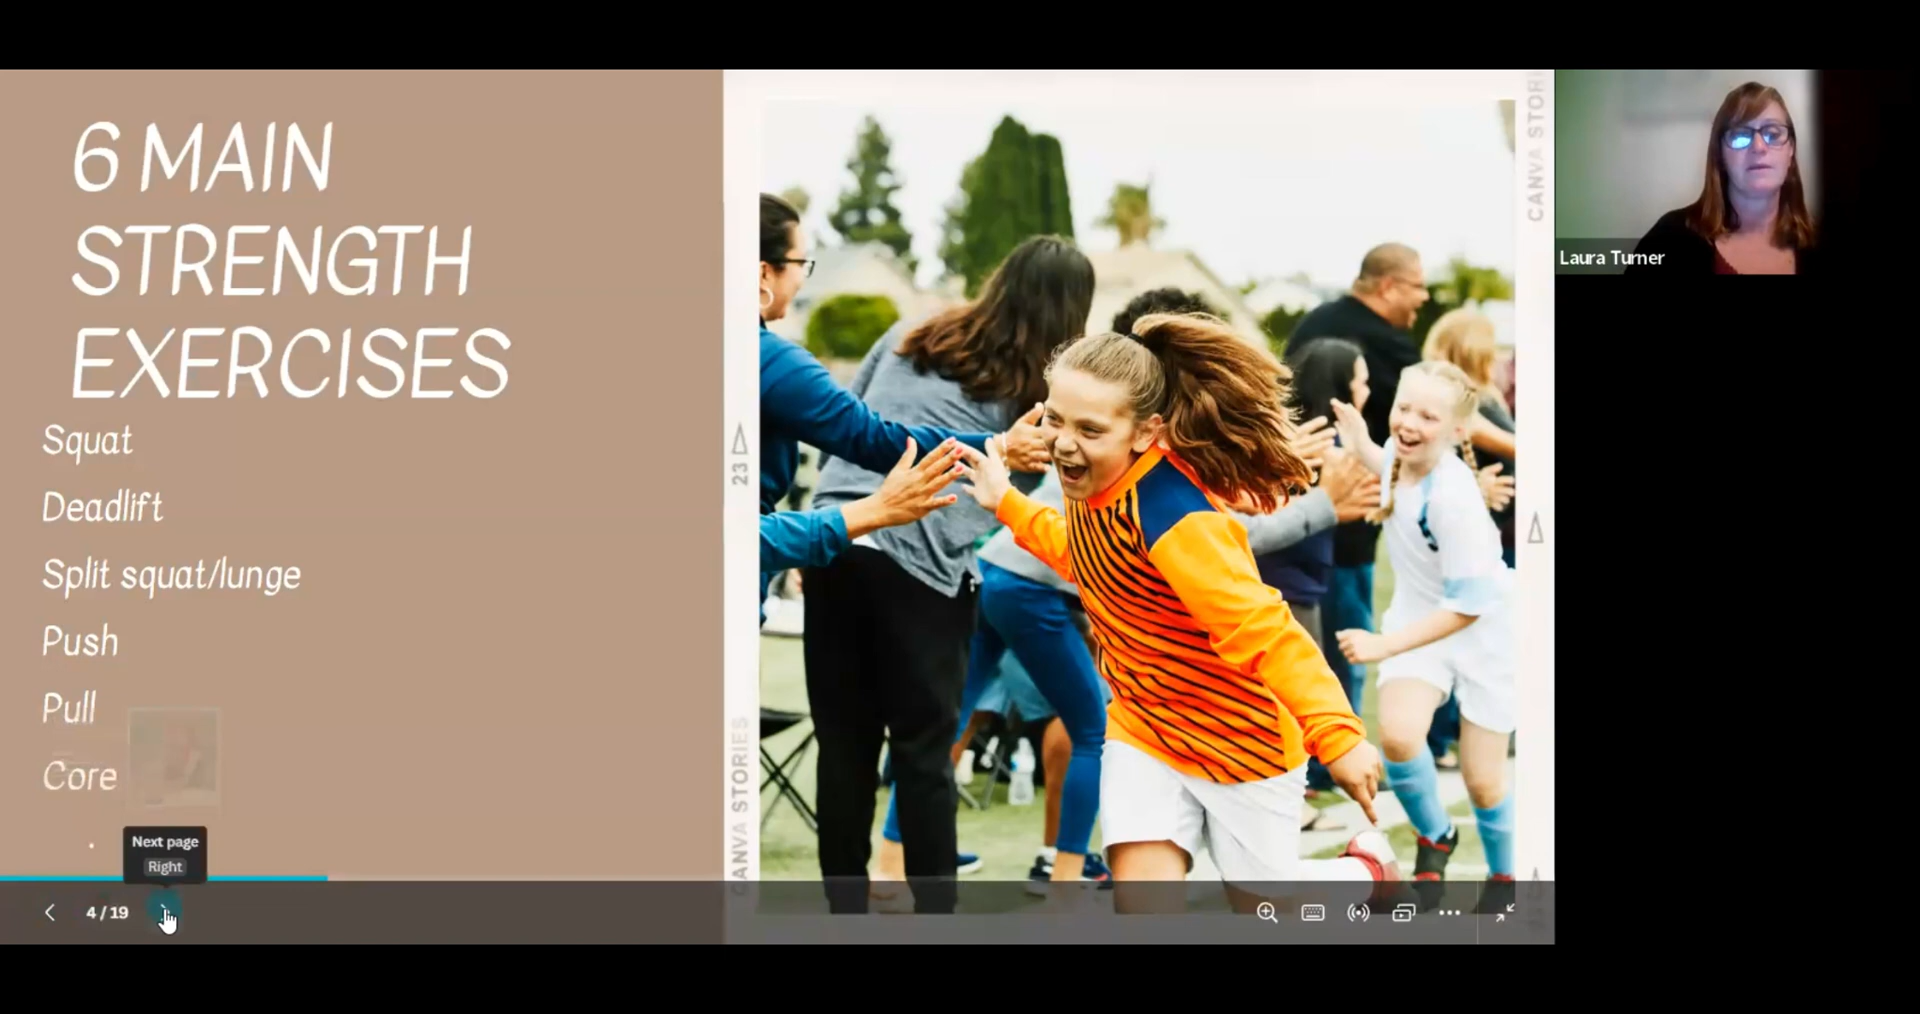 6 MAIN
STRENGTH
EXERCISES
Squat
Deadlift
Split squat/lunge
Push
Pull
Core
Next page
Right
4 / 19
23
CANVA STORIES
CANVA STORI
Laura Turner